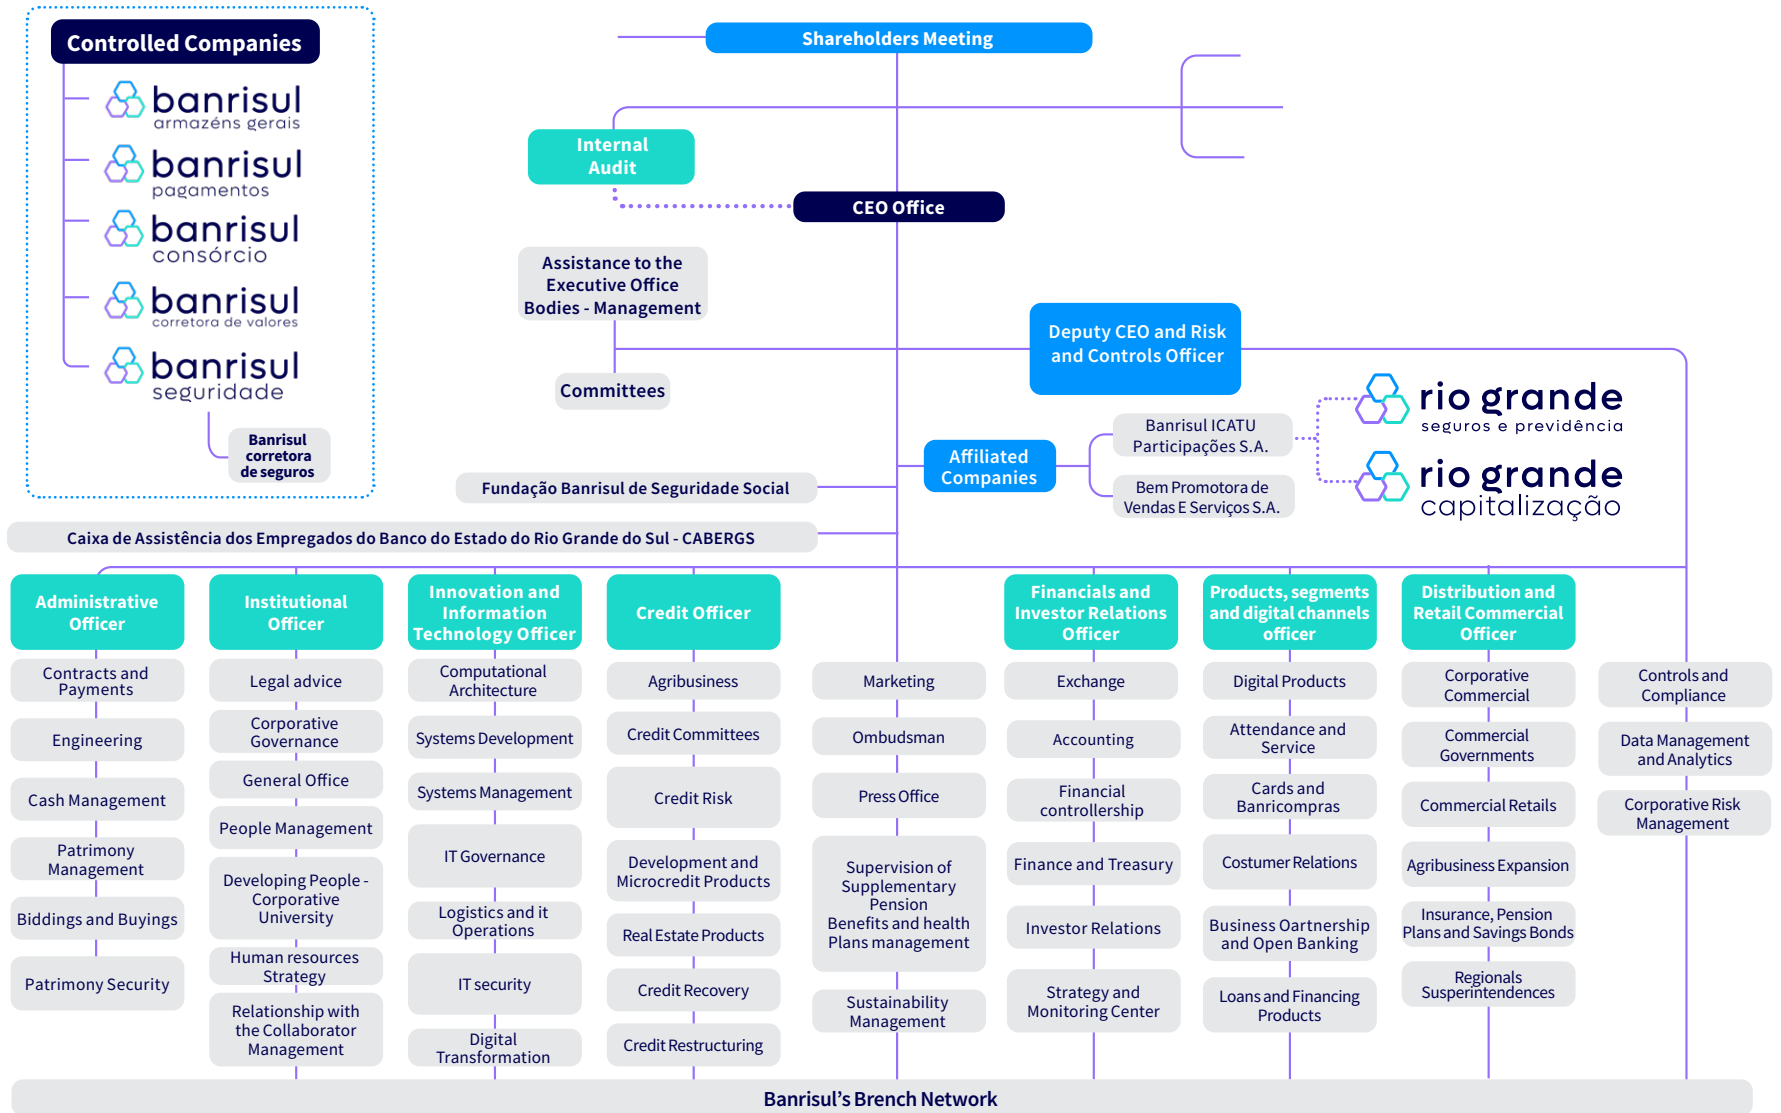 Controlled Companies
banrisul
armazéns gerais
banrisul
pagamentos
banrisul
consórcio
banrisul
corretora de valores
banrisul
seguridade
Banrisul
corretora
de seguros
Shareholders Meeting
Internal
Audit
CEO Office
Assistance to the
Executive Office
Bodies - Management
Committees
Deputy CEO and Risk
and Controls Officer
Affiliated
Companies
Banrisul ICATU
Participações S.A.
Bem Promotora de
Vendas E Serviços S.A.
rio grande
seguros e previdência
rio grande
capitalização
Fundação Banrisul de Seguridade Social
Caixa de Assistência dos Empregados do Banco do Estado do Rio Grande do Sul - CABERGS
Administrative
Officer
Contracts and
Payments
Engineering
Cash Management
Patrimony
Management
Biddings and Buyings
Patrimony Security
Institutional
Officer
Legal advice
Corporative
Governance
General Office
People Management
Developing People -
Corporative
University
Human resources
Strategy
Relationship with
the Collaborator
Management
Innovation and
Information
Technology Officer
Computational
Architecture
Systems Development
Systems Management
IT Governance
Logistics and it
Operations
IT security
Digital
Transformation
Credit Officer
Agribusiness
Credit Committees
Credit Risk
Development and
Microcredit Products
Real Estate Products
Credit Recovery
Credit Restructuring
Marketing
Ombudsman
Press Office
Supervision of
Supplementary
Pension
Benefits and health
Plans management
Sustainability
Management
Financials and
Investor Relations
Officer
Exchange
Accounting
Financial
controllership
Finance and Treasury
Investor Relations
Strategy and
Monitoring Center
Products, segments
and digital channels
officer
Digital Products
Attendance and
Service
Cards and
Banricompras
Costumer Relations
Business Oartnership
and Open Banking
Loans and Financing
Products
Distribution and
Retail Commercial
Officer
Corporative
Commercial
Commercial
Governments
Commercial Retails
Agribusiness Expansion
Insurance, Pension
Plans and Savings Bonds
Regionals
Susperintendences
Controls and
Compliance
Data Management
and Analytics
Corporative Risk
Management
Banrisul’s Brench Network